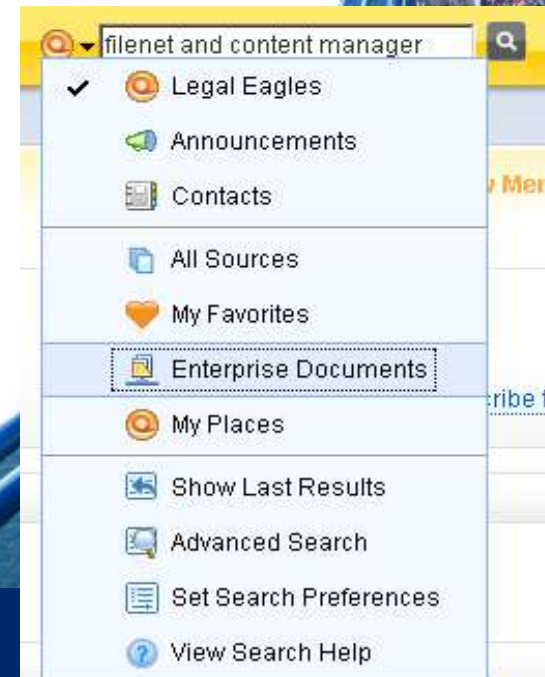 filenet and content manager
Legal Eagles
Announcements
Contacts
All Sources
My Favorites
Enterprise Documents
My Places
Show Last Results
Advanced Search
Set Search Preferences
View Search Help